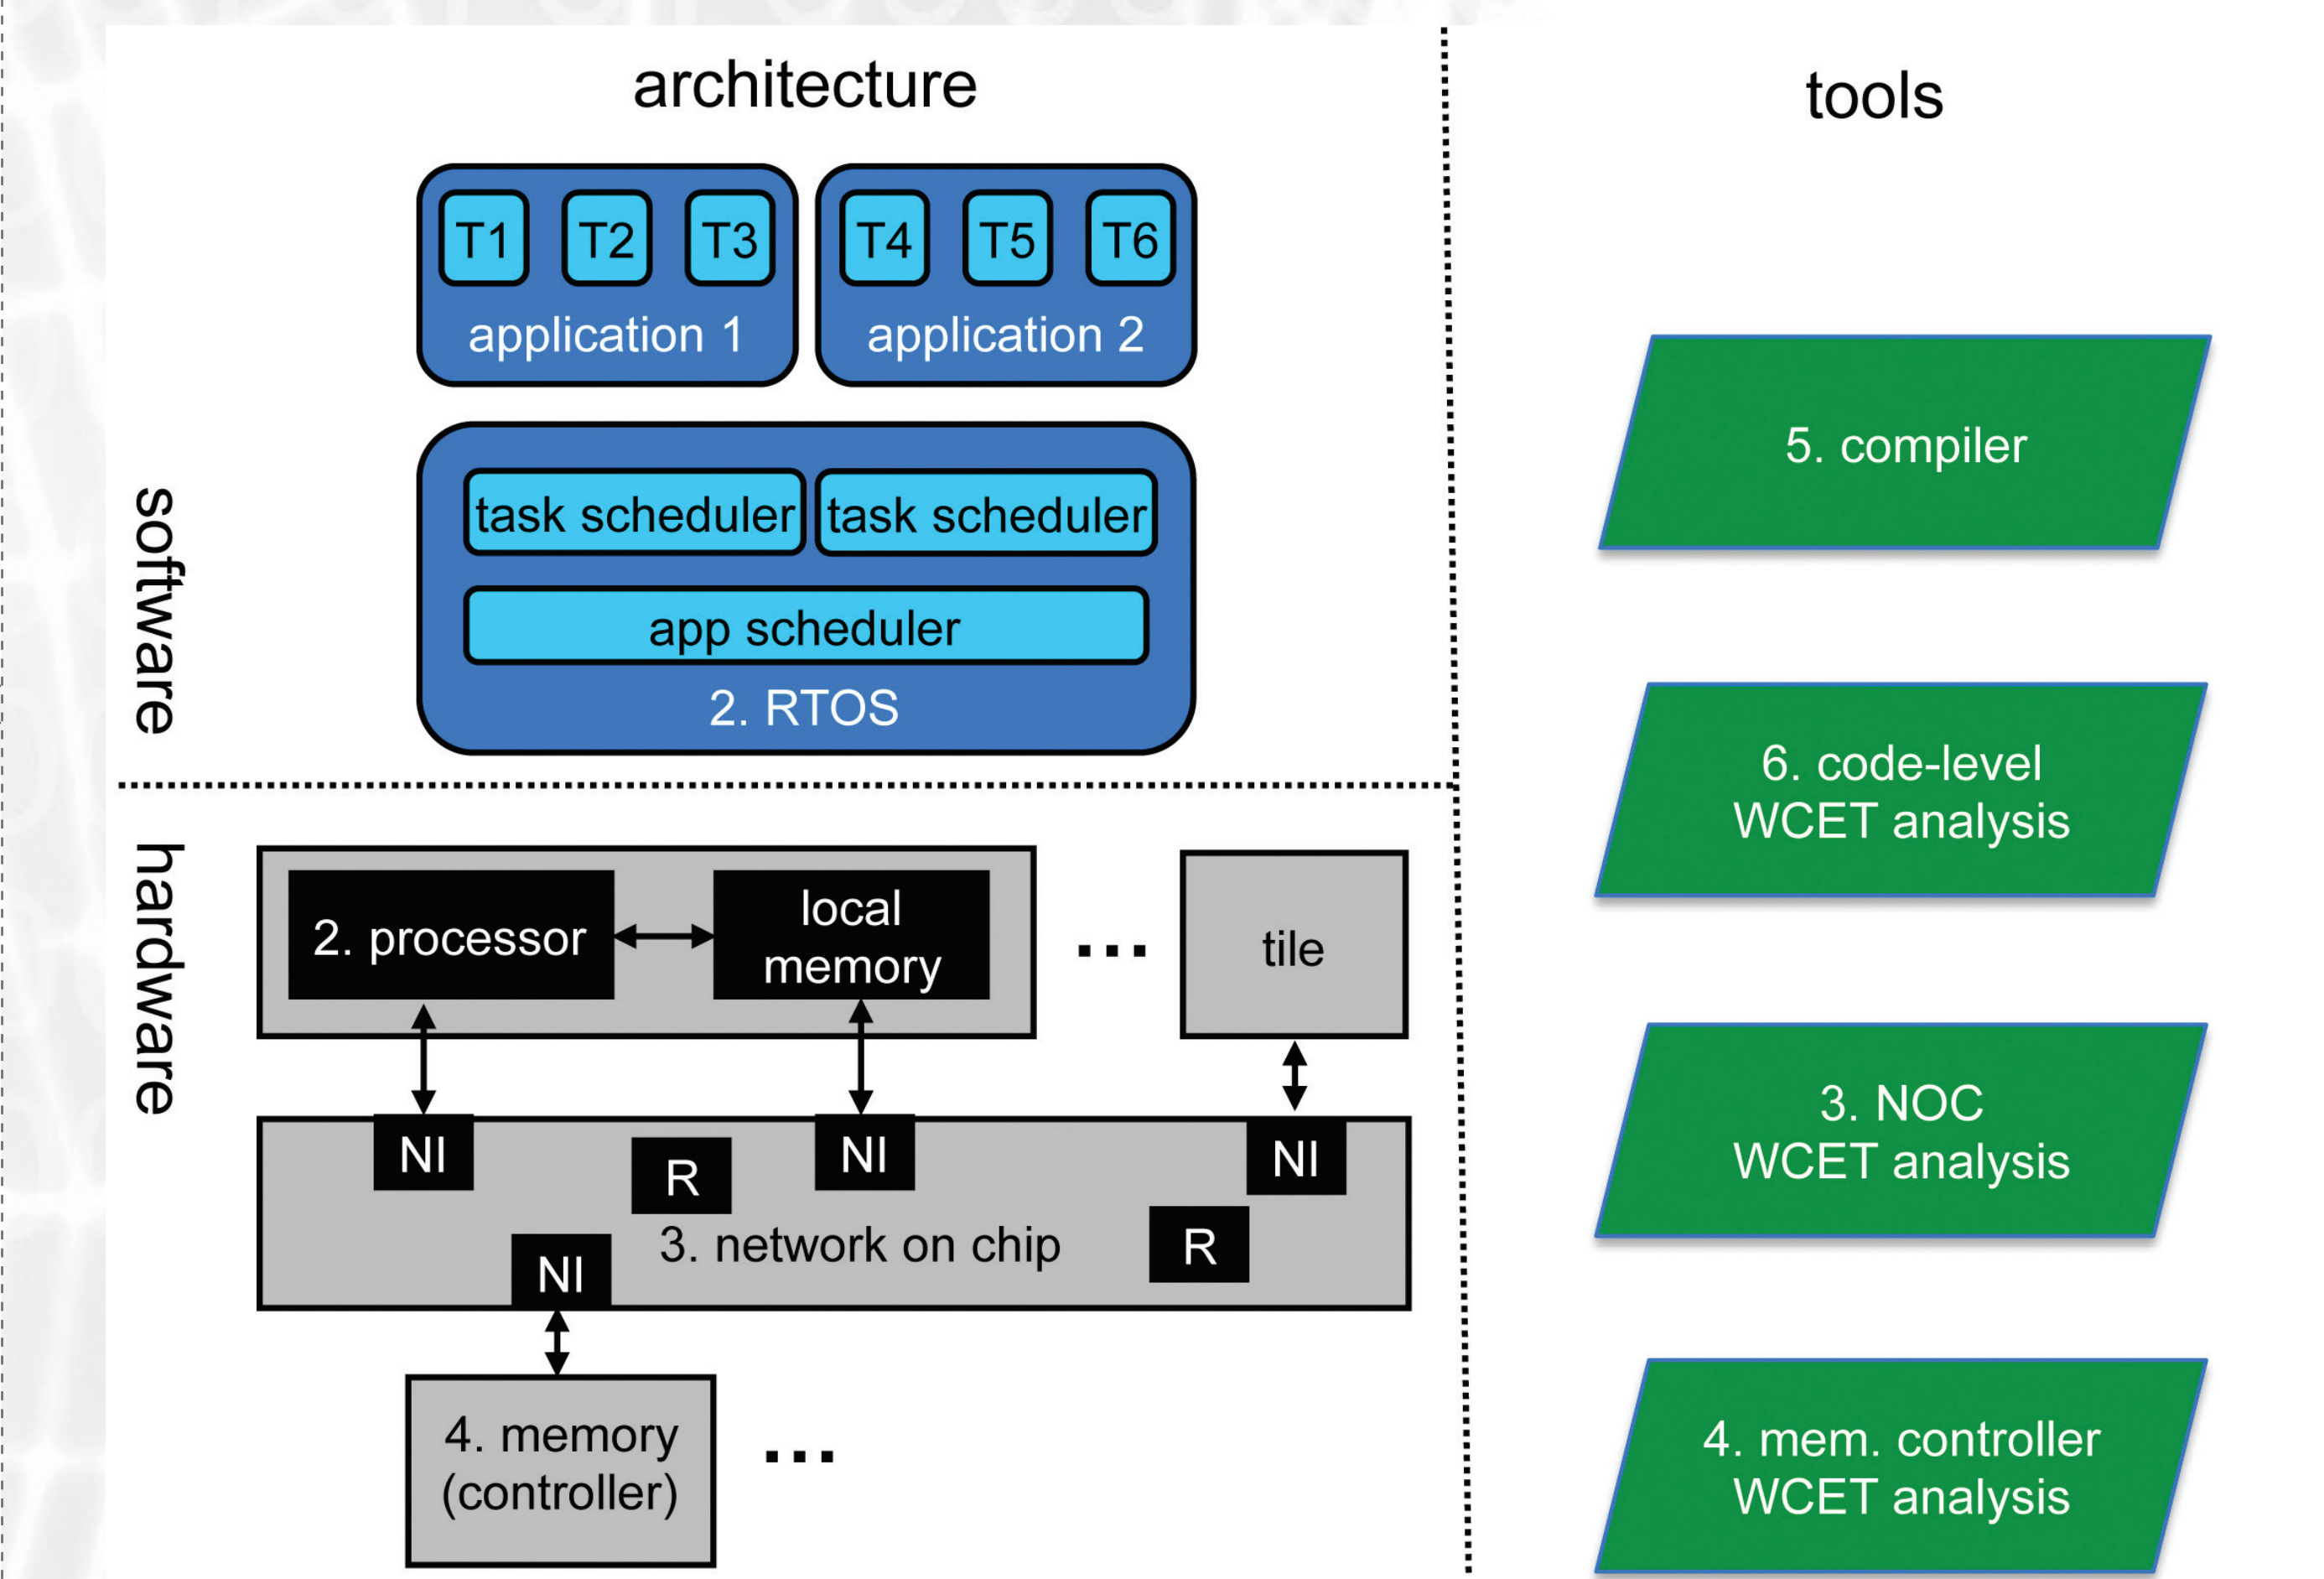 architecture
tools
T1 T2 T3
application 1
T4 T5 T6
application 2
task scheduler
task scheduler
app scheduler
2. RTOS
software
hardware
2. processor
local
memory
...
tile
NI
R
NI
NI
3. network on chip
R
NI
4. memory
(controller)
...
5. compiler
6. code-level
WCET analysis
3. NOC
WCET analysis
4. mem. controller
WCET analysis